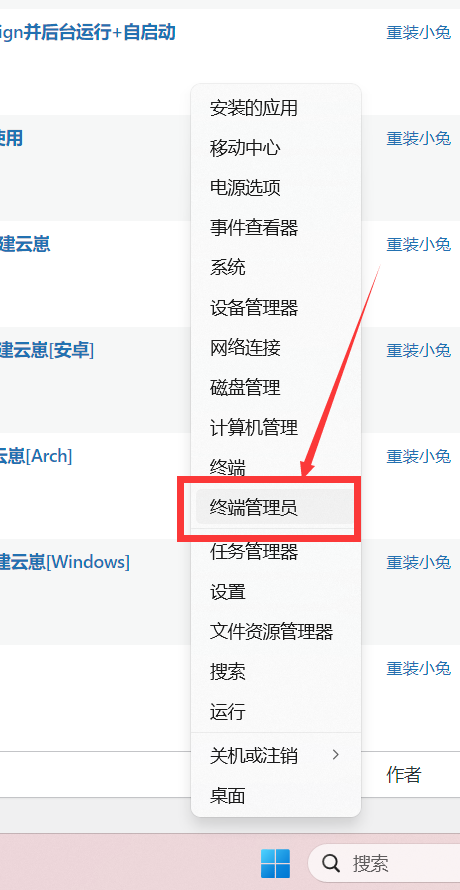 ign并后台运行+自启动
重装小兔
安装的应用
使用
重装小兔
移动中心
电源选项
事件查看器
建云崽
重装小兔
系统
设备管理器
网络连接
建云崽[安卓]
重装小兔
磁盘管理
计算机管理
云崽[Arch]
重装小兔
终端
终端管理员
任务管理器
建云崽[Windows]
重装小兔
设置
文件资源管理器
搜索
重装小兔
运行
关机或注销
作者
桌面
搜索